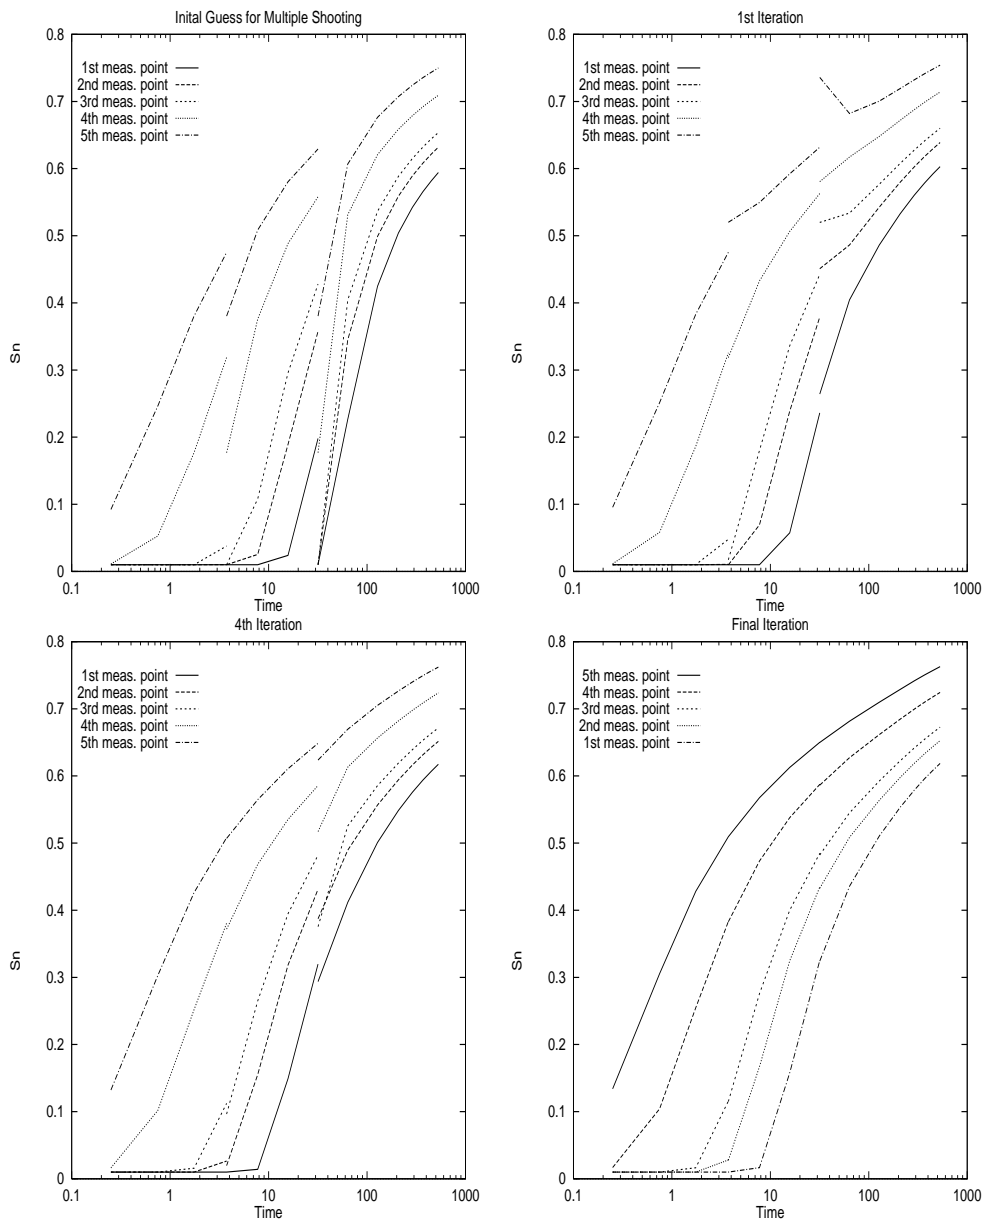 Inital Guess for Multiple Shooting
0.8
0.7
0.6
0.5
0.4
0.3
0.2
0.1
0
Sn
1st meas. point
2nd meas. point
3rd meas. point
4th meas. point
5th meas. point
0.1 1 10 100 1000
Time
1st Iteration
0.8
0.7
0.6
0.5
0.4
0.3
0.2
0.1
0
Sn
1st meas. point
2nd meas. point
3rd meas. point
4th meas. point
5th meas. point
0.1 1 10 100 1000
Time
4th Iteration
0.8
0.7
0.6
0.5
0.4
0.3
0.2
0.1
0
Sn
1st meas. point
2nd meas. point
3rd meas. point
4th meas. point
5th meas. point
0.1 1 10 100 1000
Time
Final Iteration
0.8
0.7
0.6
0.5
0.4
0.3
0.2
0.1
0
Sn
5th meas. point
4th meas. point
3rd meas. point
2nd meas. point
1st meas. point
0.1 1 10 100 1000
Time